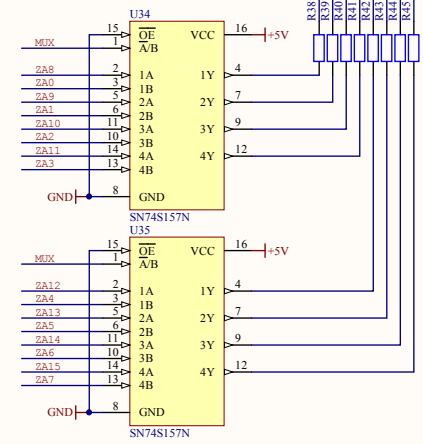 R38 R39 R40 R41 R42 R43 R44 R45
U34
MUX 15 OE VCC 16 +5V
1 A/B
ZA8 2 1A 1Y 4
ZA0 3 1B
ZA9 5 2A 2Y 7
ZA1 6 2B
ZA10 11 3A 3Y 9
ZA2 10 3B
ZA11 14 4A 4Y 12
ZA3 13 4B
GND 8 GND
SN74S157N
U35
15 OE VCC 16 +5V
MUX 1 A/B
ZA12 2 1A 1Y 4
ZA4 3 1B
ZA13 5 2A 2Y 7
ZA5 6 2B
ZA14 11 3A 3Y 9
ZA6 10 3B
ZA15 14 4A 4Y 12
ZA7 13 4B
GND 8 GND
SN74S157N